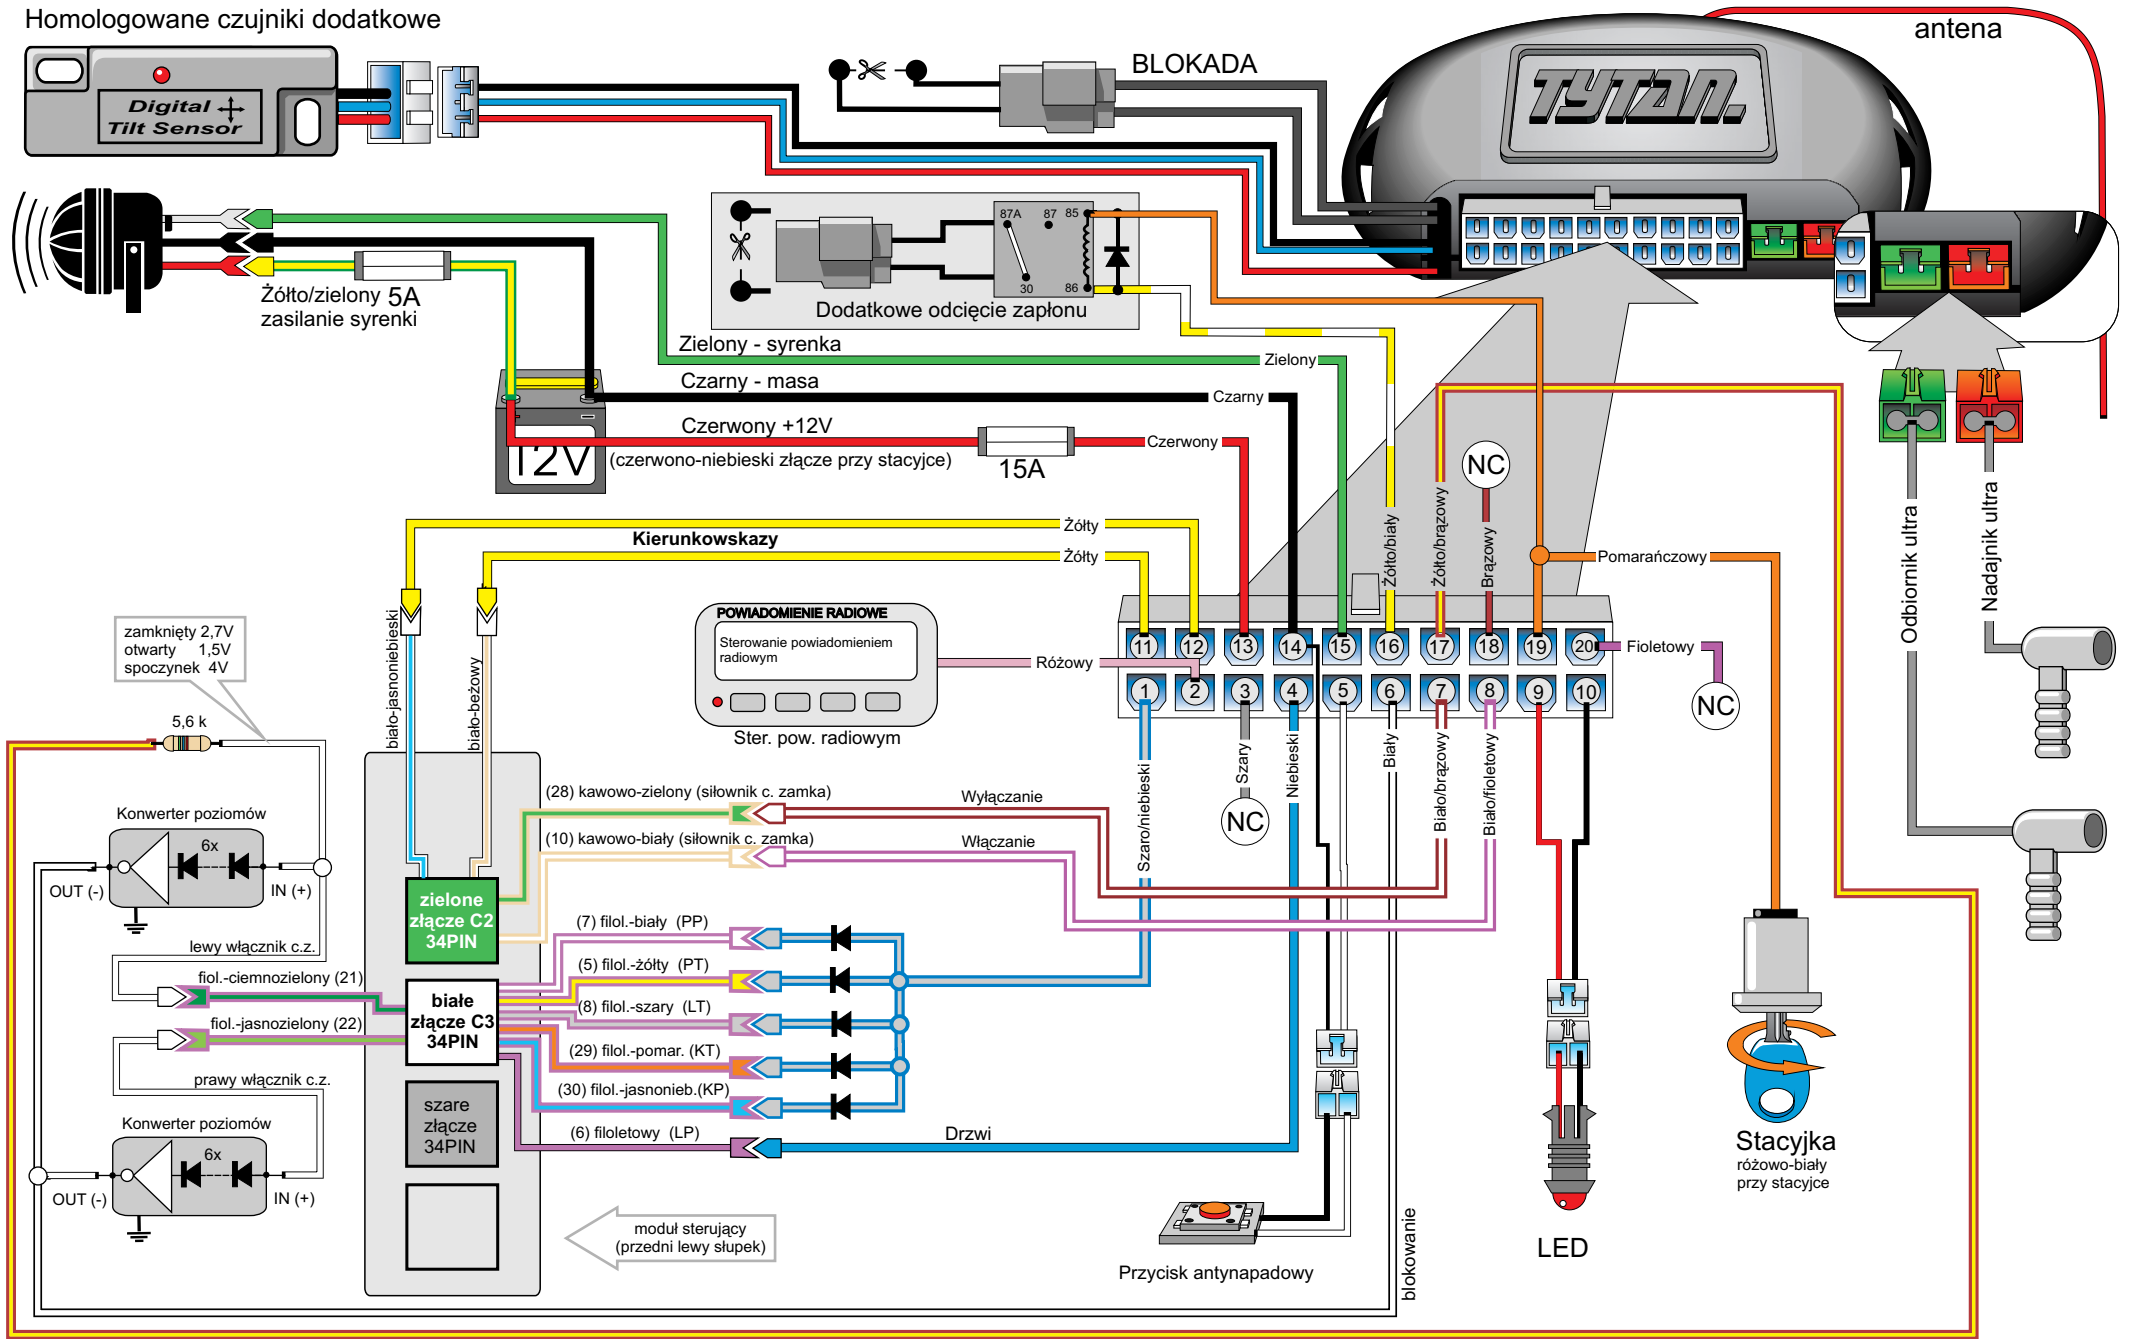 Homologowane czujniki dodatkowe
Digital
Tilt Sensor
BLOKADA
TYTAN.
antena
Żółto/zielony 5A
zasilanie syrenki
87A
87
85
30
86
Dodatkowe odcięcie zapłonu
Zielony - syrenka
Zielony
Czarny - masa
Czarny
Czerwony +12V
Czerwony
(czerwono-niebieski złącze przy stacyjce)
15A
12V
Odbiornik ultra
Nadajnik ultra
Żółty
Kierunkowskazy
Żółty
biało-jasnoniebieski
biało-beżowy
Żółto/biały
Żółto/brązowy
NC
Brązowy
Pomarańczowy
zamknięty 2,7V
otwarty 1,5V
spoczynek 4V
5,6 k
POWIADOMIENIE RADIOWE
Sterowanie powiadomieniem
radiowym
Ster. pow. radiowym
Różowy
11 12 13 14 15 16 17 18 19 20
1 2 3 4 5 6 7 8 9 10
Fioletowy
NC
Szaro/niebieski
Szary
NC
Niebieski
Biały
Biało/brązowy
Biało/fioletowy
(28) kawowo-zielony (siłownik c. zamka)
Wyłączanie
(10) kawowo-biały (siłownik c. zamka)
Włączanie
Konwerter poziomów
6x
OUT (-)
IN (+)
lewy włącznik c.z.
fiol.-ciemnozielony (21)
fiol.-jasnozielony (22)
prawy włącznik c.z.
Konwerter poziomów
6x
OUT (-)
IN (+)
zielone
złącze C2
34PIN
białe
złącze C3
34PIN
szare
złącze
34PIN
(7) filol.-biały (PP)
(5) filol.-żółty (PT)
(8) filol.-szary (LT)
(29) filol.-pomar. (KT)
(30) filol.-jasnonieb.(KP)
(6) filoletowy (LP)
Drzwi
moduł sterujący
(przedni lewy słupek)
Przycisk antynapadowy
blokowanie
LED
Stacyjka
różowo-biały
przy stacyjce